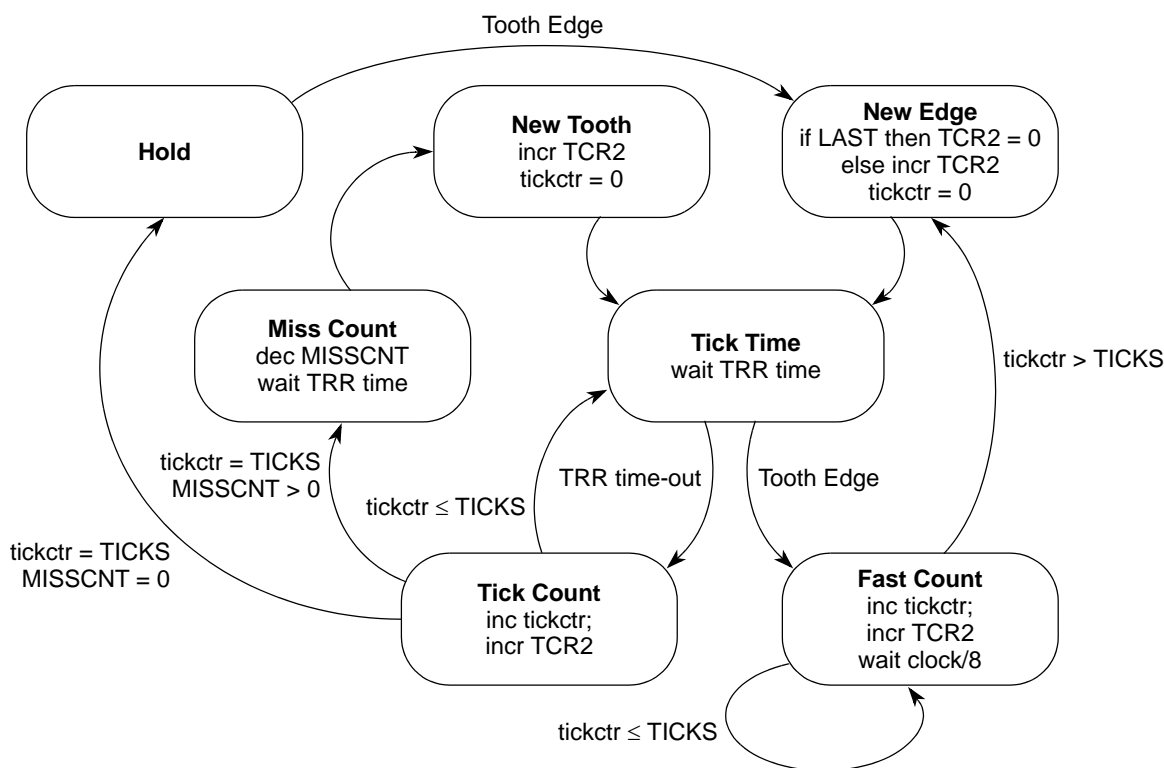 Tooth Edge
Hold
New Tooth
incr TCR2
tickctr = 0
New Edge
if LAST then TCR2 = 0
else incr TCR2
tickctr = 0
Miss Count
dec MISSCNT
wait TRR time
Tick Time
wait TRR time
tickctr > TICKS
tickctr = TICKS
MISSCNT > 0
tickctr ≤ TICKS
TRR time-out
Tooth Edge
tickctr = TICKS
MISSCNT = 0
Tick Count
inc tickctr;
incr TCR2
Fast Count
inc tickctr;
incr TCR2
wait clock/8
tickctr ≤ TICKS